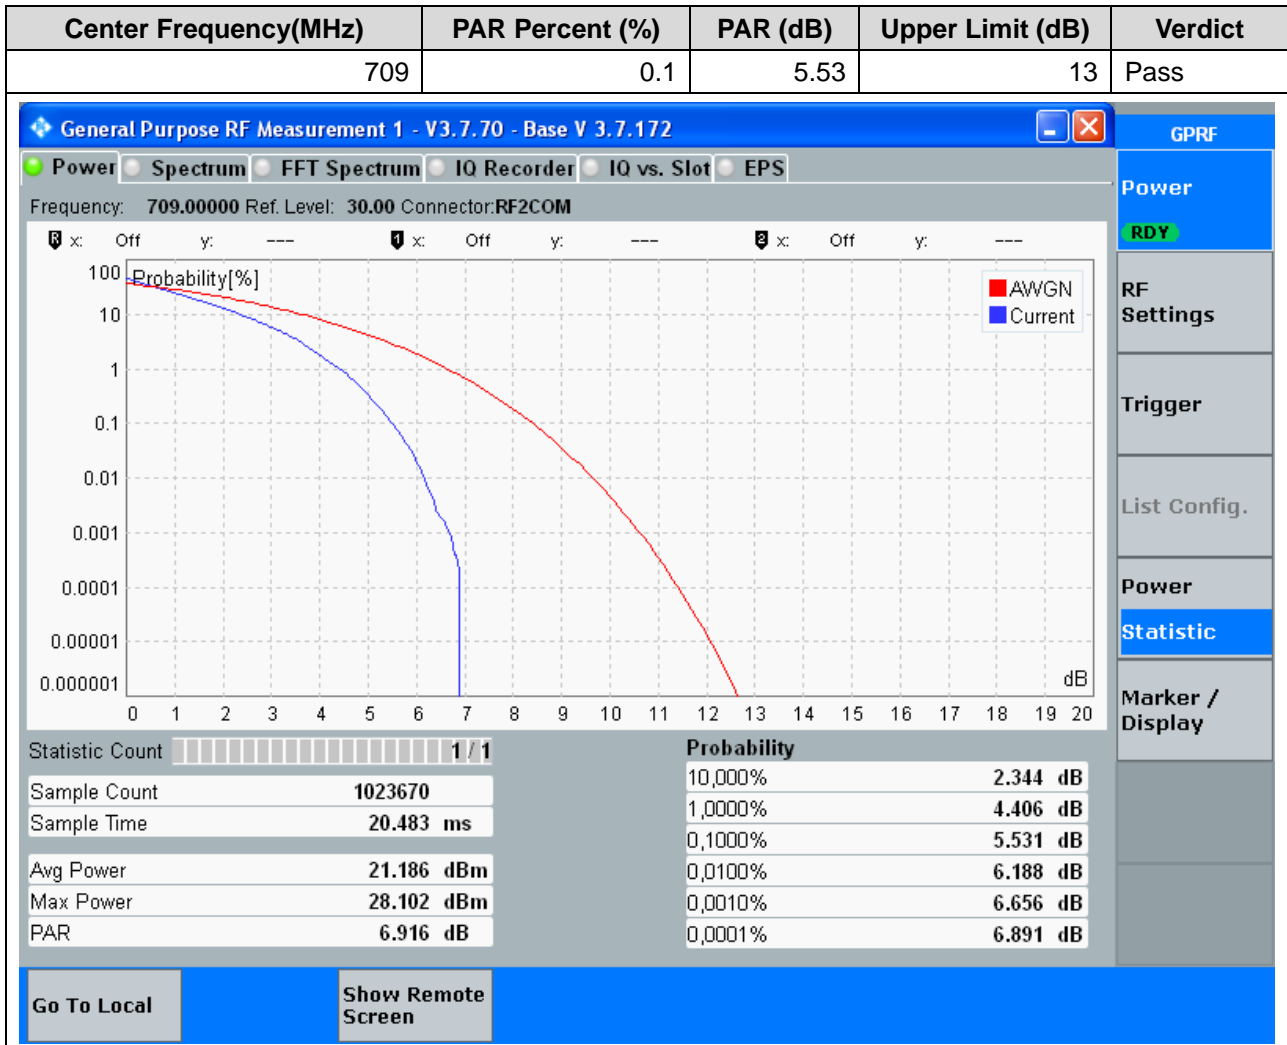 Center Frequency(MHz) PAR Percent (%) PAR (dB) Upper Limit (dB) Verdict
709 0.1 5.53 13 Pass
General Purpose RF Measurement 1 - V3.7.70 - Base V 3.7.172
GPRF
Power Spectrum FFT Spectrum IQ Recorder IQ vs. Slot EPS
Power
RDY
Frequency: 709.00000 Ref. Level: 30.00 Connector:RF2COM
R x: Off y: --- 1 x: Off y: --- 2 x: Off y: ---
Probability[%]
AWGN
Current
100
10
1
0.1
0.01
0.001
0.0001
0.00001
0.000001
dB
0 1 2 3 4 5 6 7 8 9 10 11 12 13 14 15 16 17 18 19 20
RF
Settings
Trigger
List Config.
Power
Statistic
Marker /
Display
Statistic Count 1 / 1
Sample Count 1023670
Sample Time 20.483 ms
Avg Power 21.186 dBm
Max Power 28.102 dBm
PAR 6.916 dB
Probability
10,000% 2.344 dB
1,0000% 4.406 dB
0,1000% 5.531 dB
0,0100% 6.188 dB
0,0010% 6.656 dB
0,0001% 6.891 dB
Go To Local
Show Remote
Screen